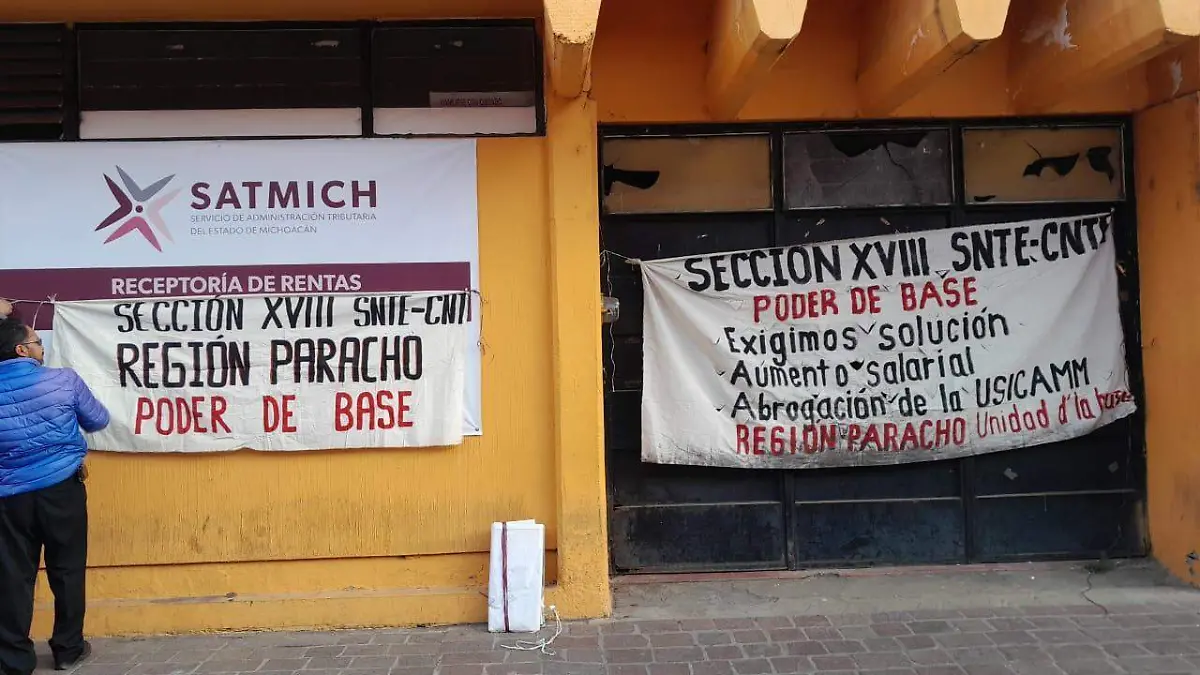 SATMICH
SERVICIO DE ADMINISTRACIÓN TRIBUTARIA
DEL ESTADO DE MICHOACÁN
RECEPTORÍA DE RENTAS
SECCIÓN XVIII SNTE-CNT
REGIÓN PARACHO
PODER DE BASE
SECCION XVIII SNTE-CNTE
PODER DE BASE
Exigimos solución
Aumento salarial
Abrogación de la USICAMM
REGIÓN PARACHO Unidad d' la base